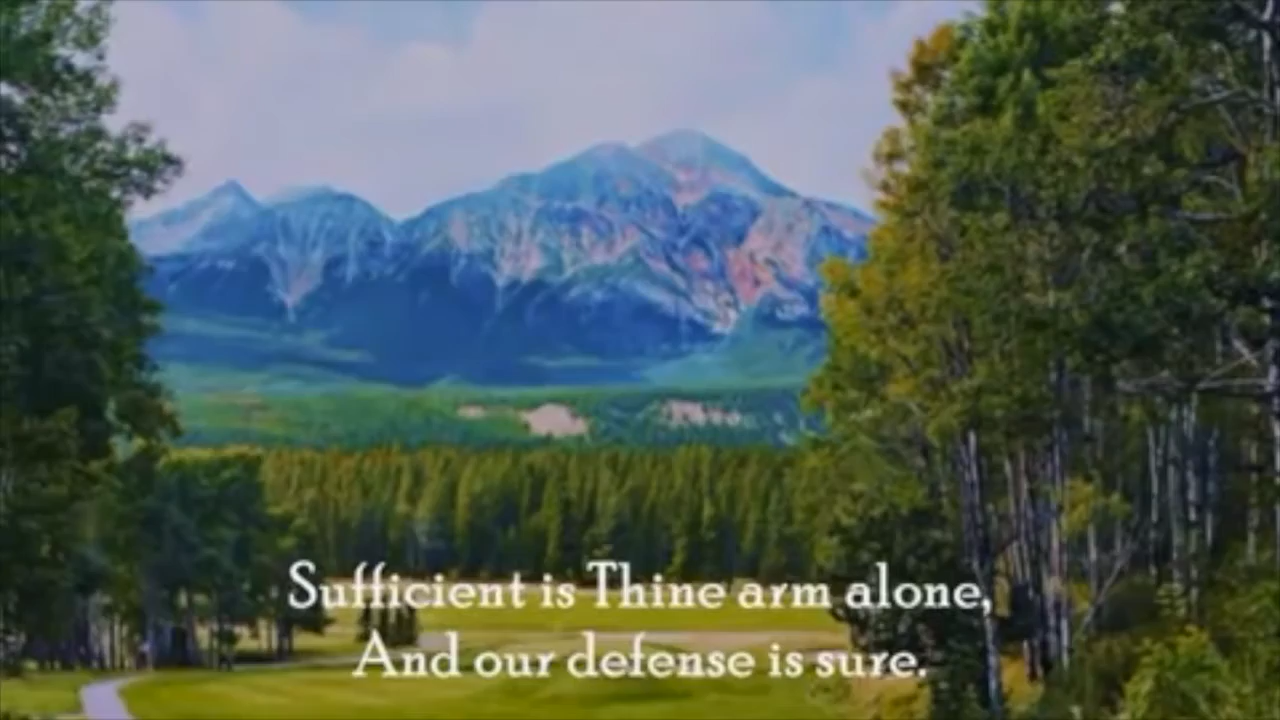 Sufficient is Thine arm alone,
And our defense is sure.